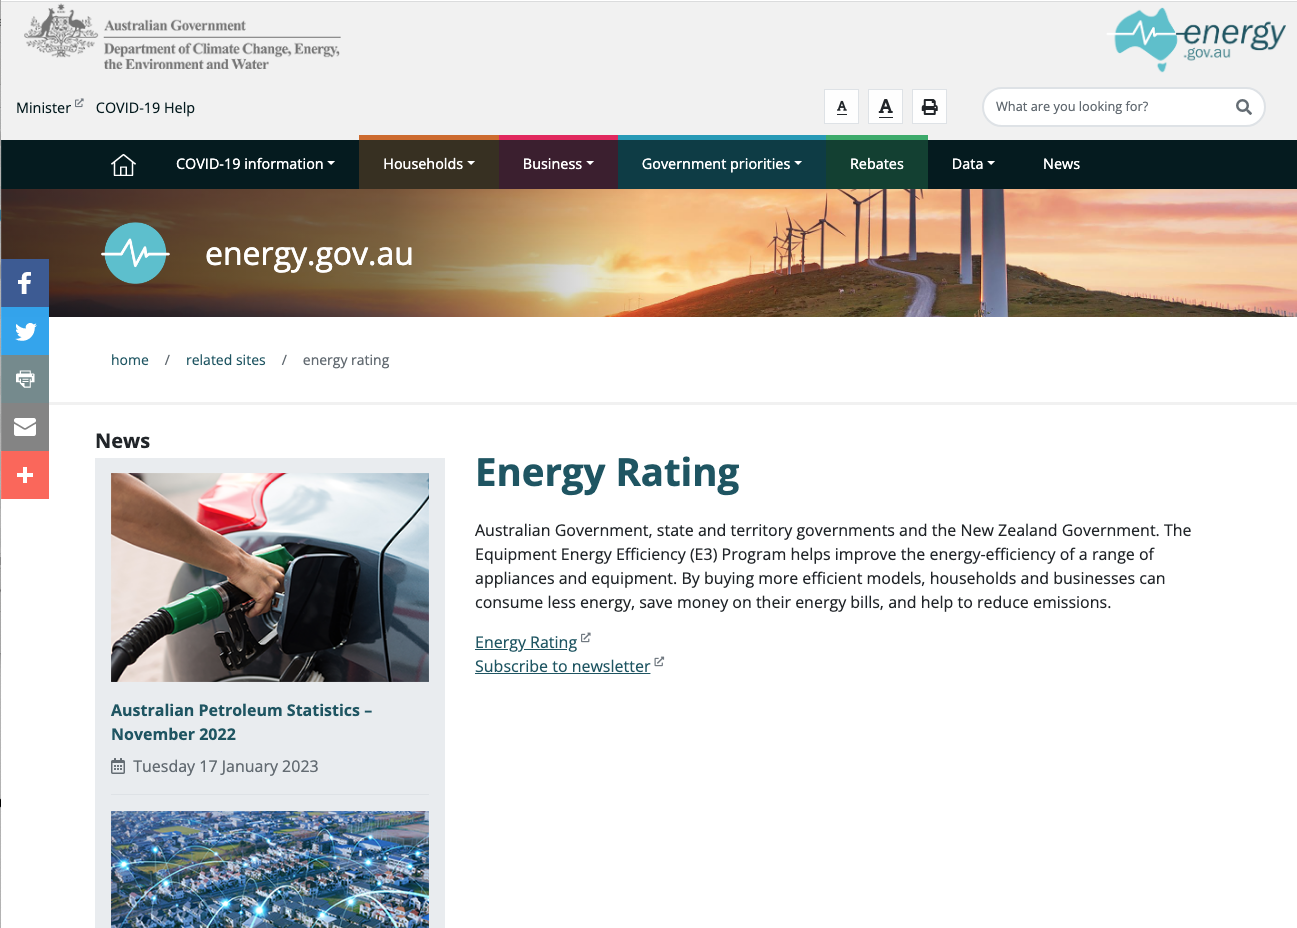 Australian Government
Department of Climate Change, Energy,
the Environment and Water
energy
.gov.au
Minister COVID-19 Help
A A What are you looking for?
COVID-19 information Households Business Government priorities Rebates Data News
energy.gov.au
home / related sites / energy rating
News
Australian Petroleum Statistics –
November 2022
Tuesday 17 January 2023
Energy Rating
Australian Government, state and territory governments and the New Zealand Government. The
Equipment Energy Efficiency (E3) Program helps improve the energy-efficiency of a range of
appliances and equipment. By buying more efficient models, households and businesses can
consume less energy, save money on their energy bills, and help to reduce emissions.
Energy Rating
Subscribe to newsletter